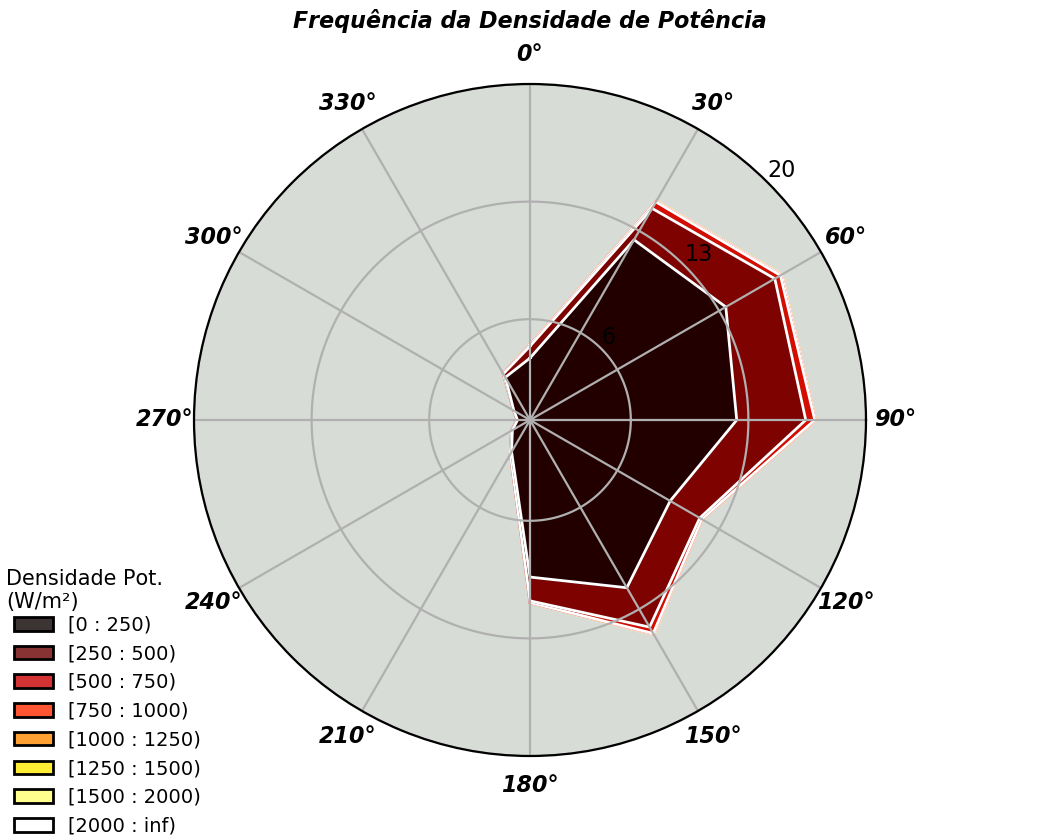 Frequência da Densidade de Potência
0°
330°
30°
20
300°
60°
13
6
270°
90°
240°
120°
210°
150°
180°
Densidade Pot.
(W/m²)
[0 : 250)
[250 : 500)
[500 : 750)
[750 : 1000)
[1000 : 1250)
[1250 : 1500)
[1500 : 2000)
[2000 : inf)